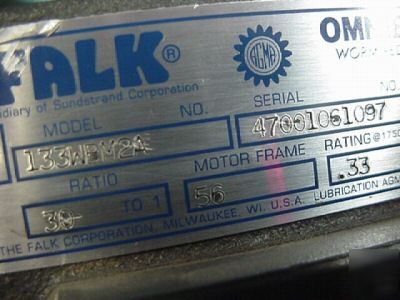 FALK® AGMA OMNI
diary of Sundstrand Corporation WORM
MODEL NO. SERIAL
133WBM2A 47001061097
RATIO MOTOR FRAME RATING @ 175
30 TO 1 56 .33
THE FALK CORPORATION, MILWAUKEE, WI. U.S.A. LUBRICATION AGM